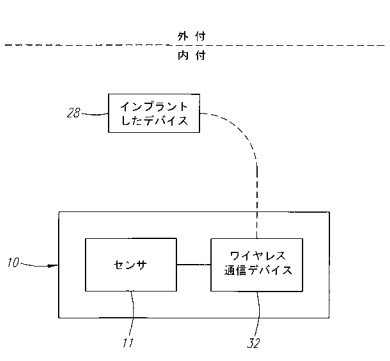 外付
内付
インプラント
したデバイス
28
10
センサ
ワイヤレス
通信デバイス
11
32